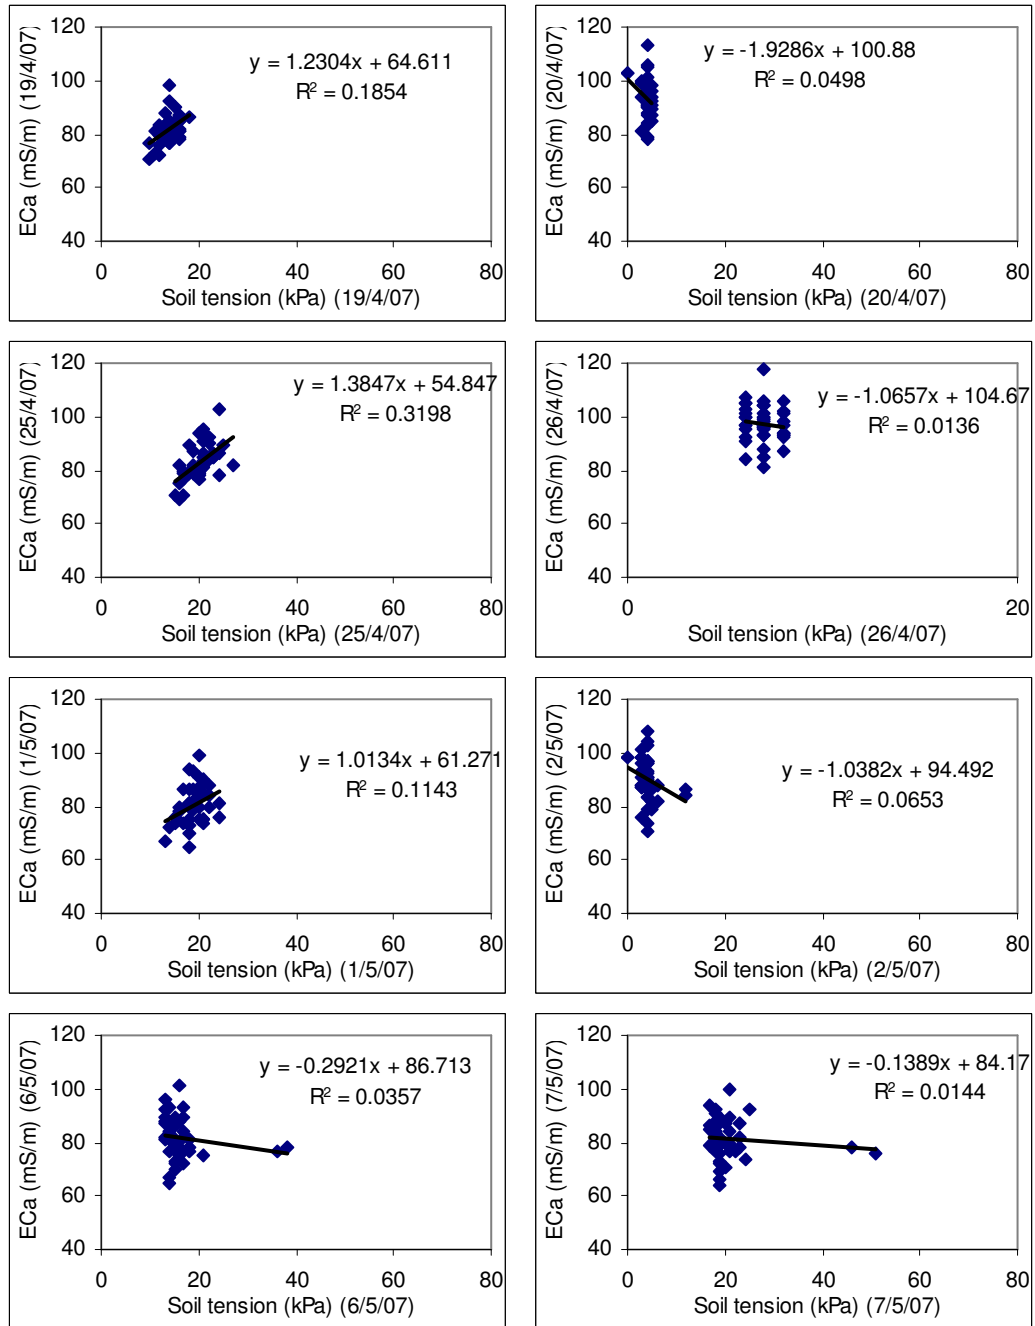 ECa (mS/m) (19/4/07)
120
100
80
60
40
y = 1.2304x + 64.611
R² = 0.1854
0 20 40 60 80
Soil tension (kPa) (19/4/07)
ECa (mS/m) (20/4/07)
120
100
80
60
40
y = -1.9286x + 100.88
R² = 0.0498
0 20 40 60 80
Soil tension (kPa) (20/4/07)
ECa (mS/m) (25/4/07)
120
100
80
60
40
y = 1.3847x + 54.847
R² = 0.3198
0 20 40 60 80
Soil tension (kPa) (25/4/07)
ECa (mS/m) (26/4/07)
120
100
80
60
40
y = -1.0657x + 104.67
R² = 0.0136
0 20
Soil tension (kPa) (26/4/07)
ECa (mS/m) (1/5/07)
120
100
80
60
40
y = 1.0134x + 61.271
R² = 0.1143
0 20 40 60 80
Soil tension (kPa) (1/5/07)
ECa (mS/m) (2/5/07)
120
100
80
60
40
y = -1.0382x + 94.492
R² = 0.0653
0 20 40 60 80
Soil tension (kPa) (2/5/07)
ECa (mS/m) (6/5/07)
120
100
80
60
40
y = -0.2921x + 86.713
R² = 0.0357
0 20 40 60 80
Soil tension (kPa) (6/5/07)
ECa (mS/m) (7/5/07)
120
100
80
60
40
y = -0.1389x + 84.17
R² = 0.0144
0 20 40 60 80
Soil tension (kPa) (7/5/07)